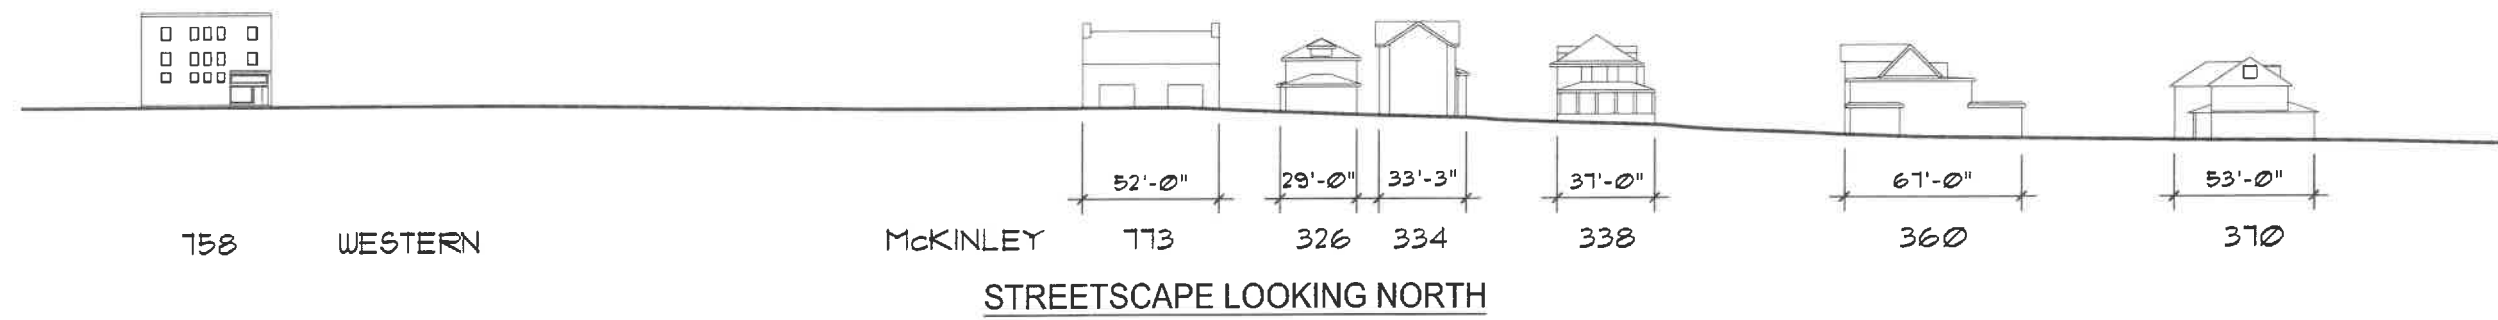 52'-0" 29'-0" 33'-3" 37'-0" 67'-0" 53'-0"
758 WESTERN McKINLEY 773 326 334 338 360 370
STREETSCAPE LOOKING NORTH